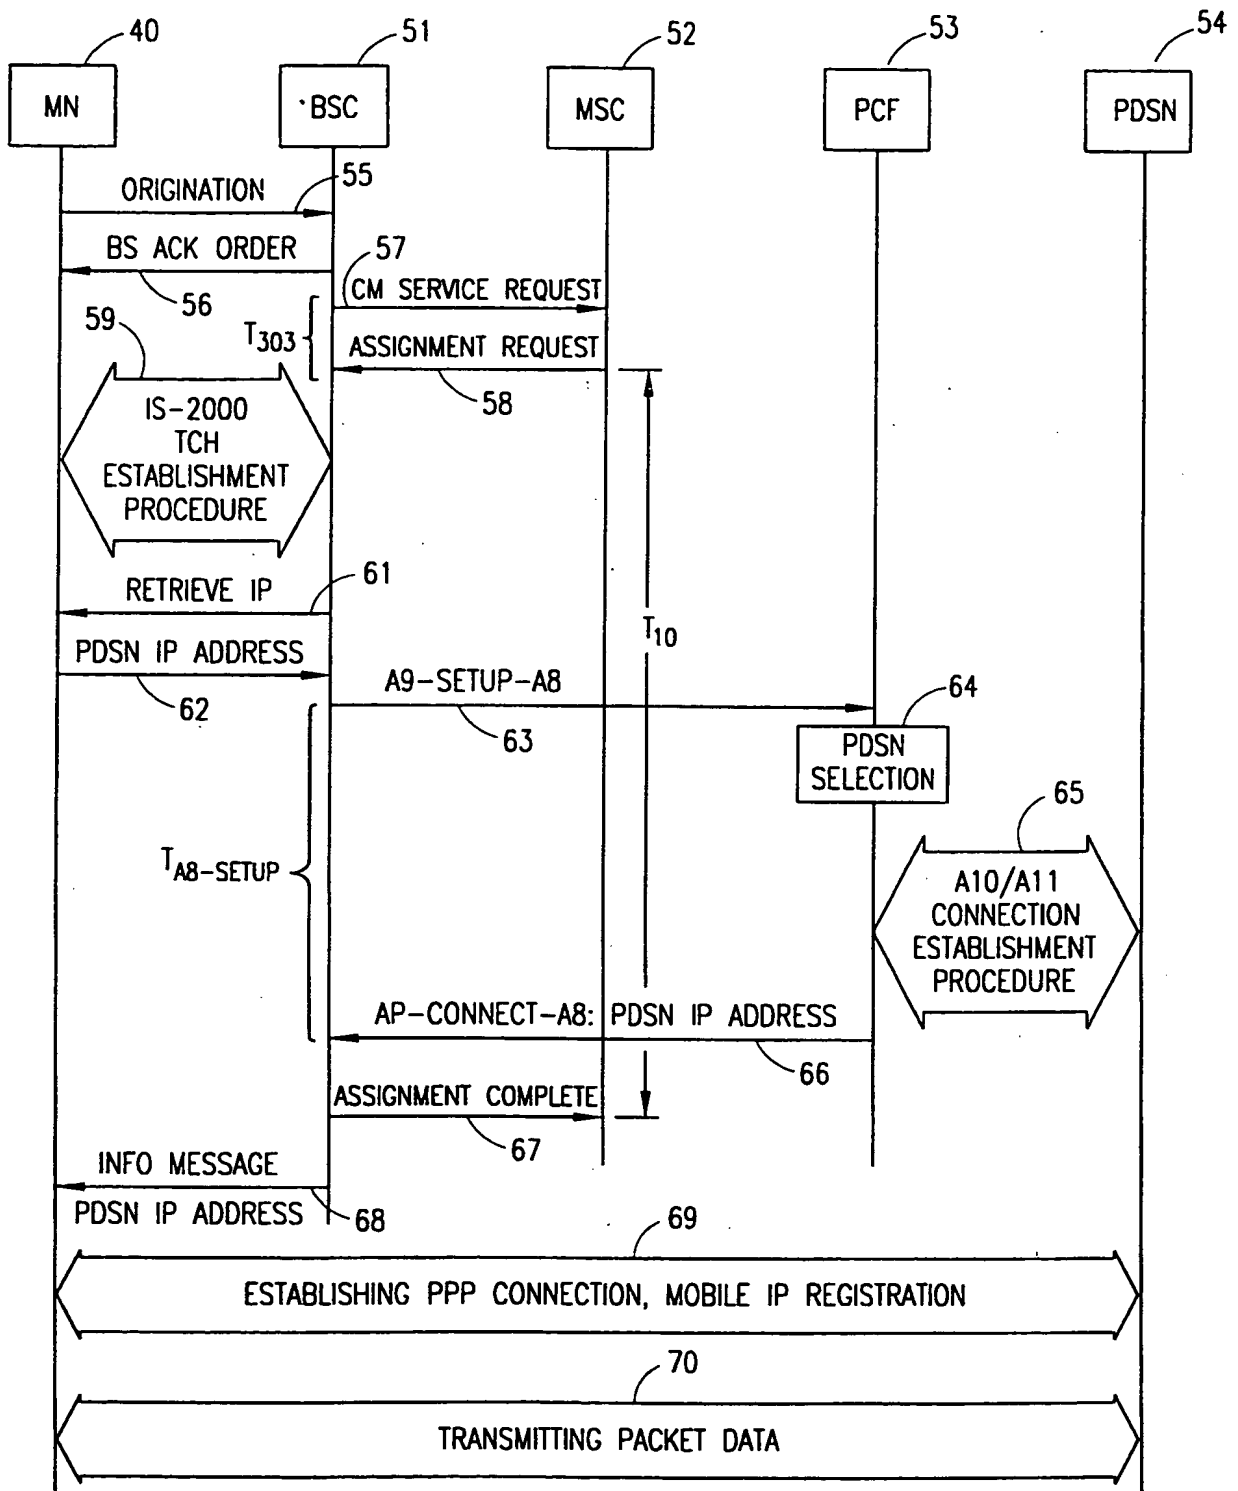 40
51
52
53
54
MN
BSC
MSC
PCF
PDSN
ORIGINATION
55
BS ACK ORDER
56
57
CM SERVICE REQUEST
T303
59
ASSIGNMENT REQUEST
58
IS-2000
TCH
ESTABLISHMENT
PROCEDURE
RETRIEVE IP
61
T10
PDSN IP ADDRESS
62
A9-SETUP-A8
63
64
PDSN
SELECTION
65
TA8-SETUP
A10/A11
CONNECTION
ESTABLISHMENT
PROCEDURE
AP-CONNECT-A8: PDSN IP ADDRESS
66
ASSIGNMENT COMPLETE
67
INFO MESSAGE
PDSN IP ADDRESS
68
69
ESTABLISHING PPP CONNECTION, MOBILE IP REGISTRATION
70
TRANSMITTING PACKET DATA